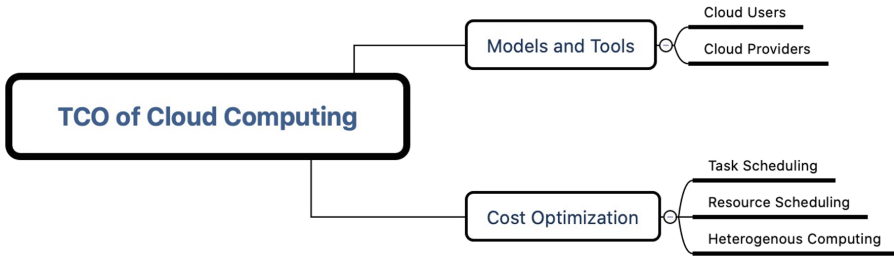 TCO of Cloud Computing
Models and Tools
Cloud Users
Cloud Providers
Cost Optimization
Task Scheduling
Resource Scheduling
Heterogenous Computing